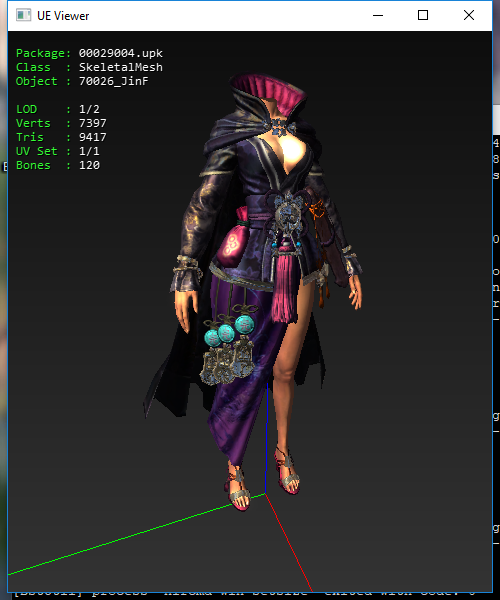 UE Viewer
Package: 00029004.upk
Class : SkeletalMesh
Object : 70026_JinF
LOD : 1/2
Verts : 7397
Tris : 9417
UV Set : 1/1
Bones : 120